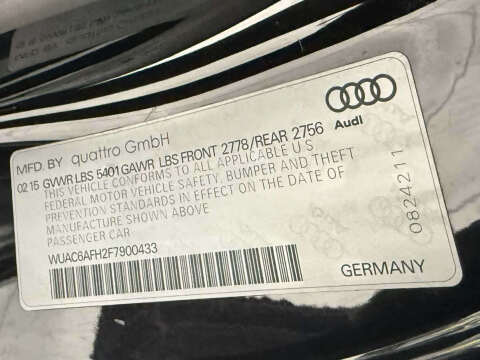 MFD. BY quattro GmbH
02 15 GVWR LBS 5401 GAWR LBS FRONT 2778/REAR 2756
THIS VEHICLE CONFORMS TO ALL APPLICABLE U S
FEDERAL MOTOR VEHICLE SAFETY, BUMPER AND THEFT
PREVENTION STANDARDS IN EFFECT ON THE DATE OF
MANUFACTURE SHOWN ABOVE.
PASSENGER CAR
WUAC6AFH2F7900433
Audi
0824211
GERMANY